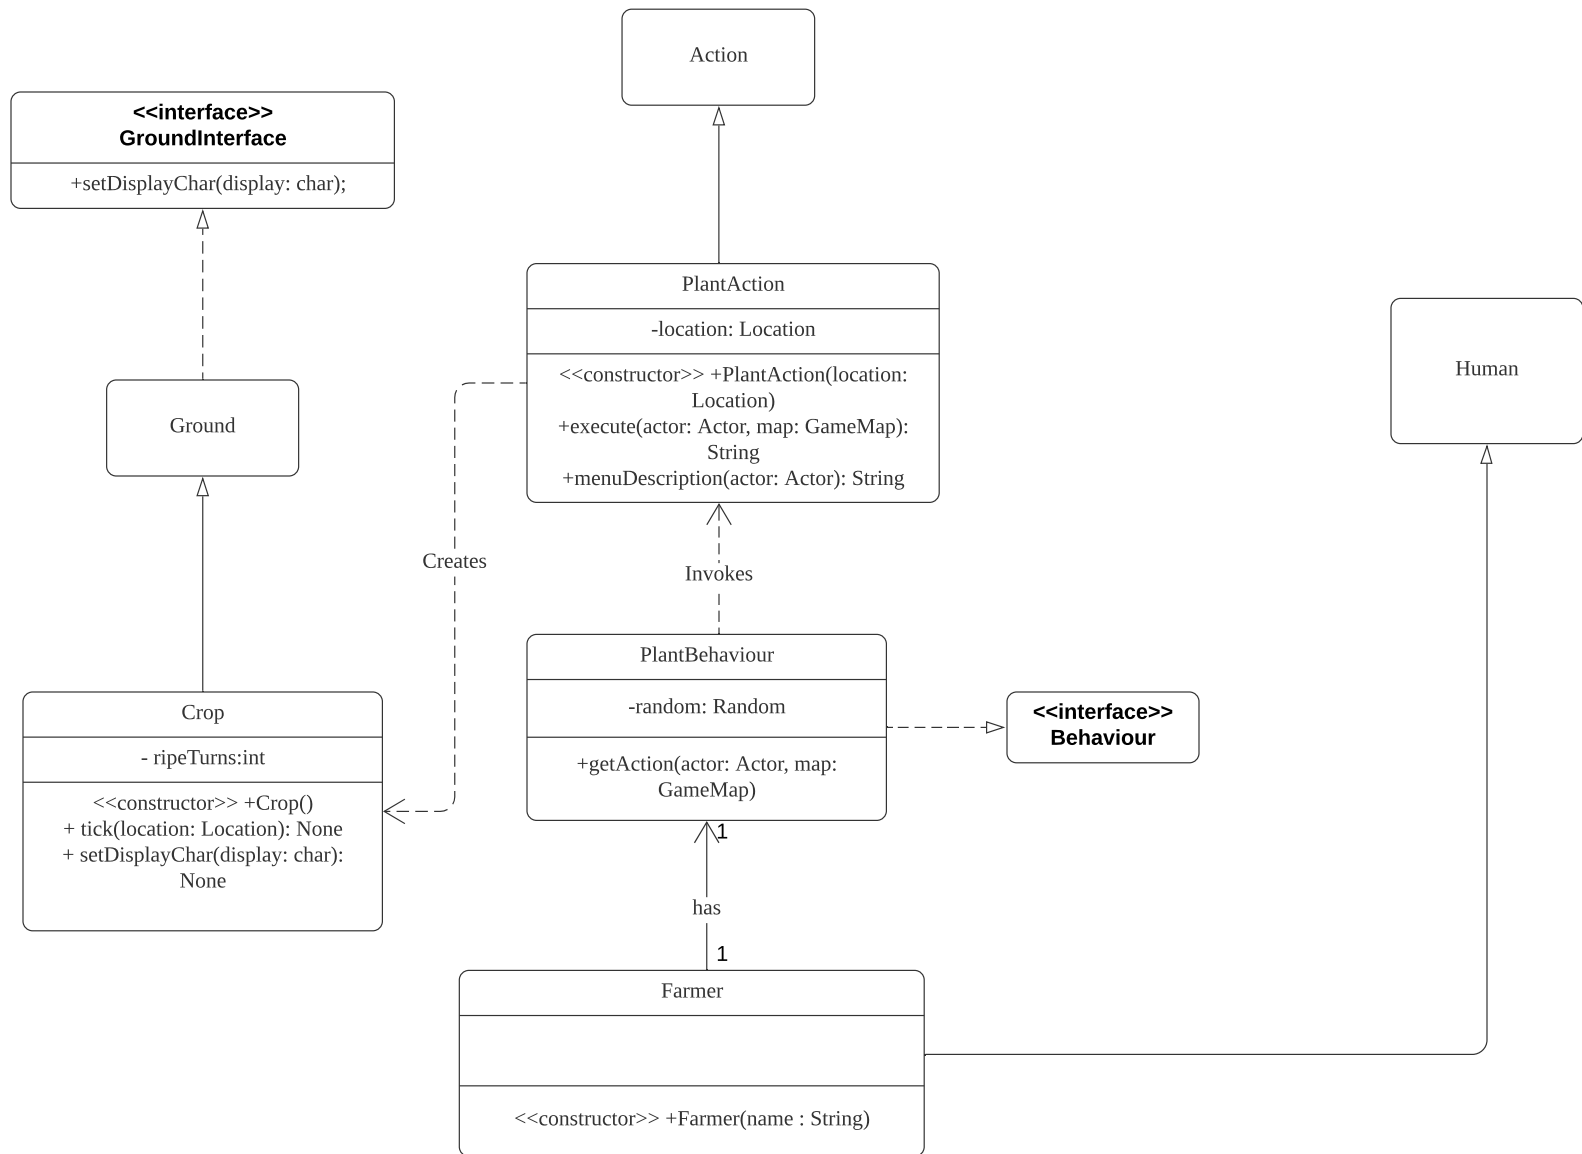 Action
<<interface>>
GroundInterface
+setDisplayChar(display: char);
PlantAction
-location: Location
<<constructor>> +PlantAction(location:
Location)
+execute(actor: Actor, map: GameMap):
String
+menuDescription(actor: Actor): String
Human
Ground
Creates
Invokes
PlantBehaviour
-random: Random
+getAction(actor: Actor, map:
GameMap)
<<interface>>
Behaviour
Crop
- ripeTurns:int
<<constructor>> +Crop()
+ tick(location: Location): None
+ setDisplayChar(display: char):
None
1
has
1
Farmer
<<constructor>> +Farmer(name : String)